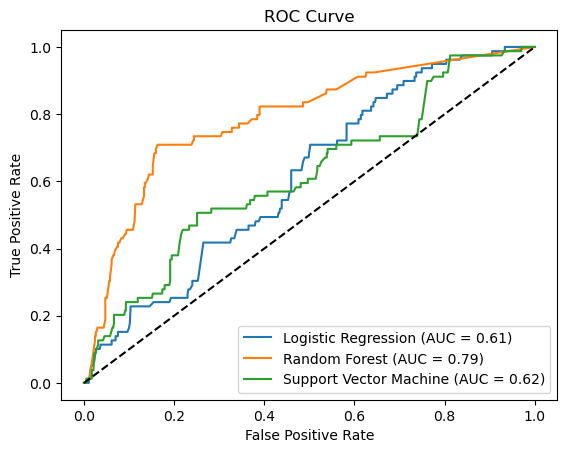 ROC Curve
True Positive Rate
1.0
0.8
0.6
0.4
0.2
0.0
0.0 0.2 0.4 0.6 0.8 1.0
False Positive Rate
Logistic Regression (AUC = 0.61)
Random Forest (AUC = 0.79)
Support Vector Machine (AUC = 0.62)